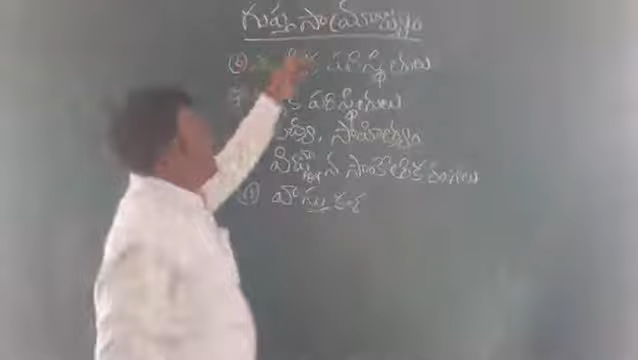 గుప్త సామ్రాజ్యం
పరిస్థితులు
పరిస్థితులు
సాహిత్యం
విజ్ఞాన సాంకేతిక రంగాలు
వాస్తు కళ